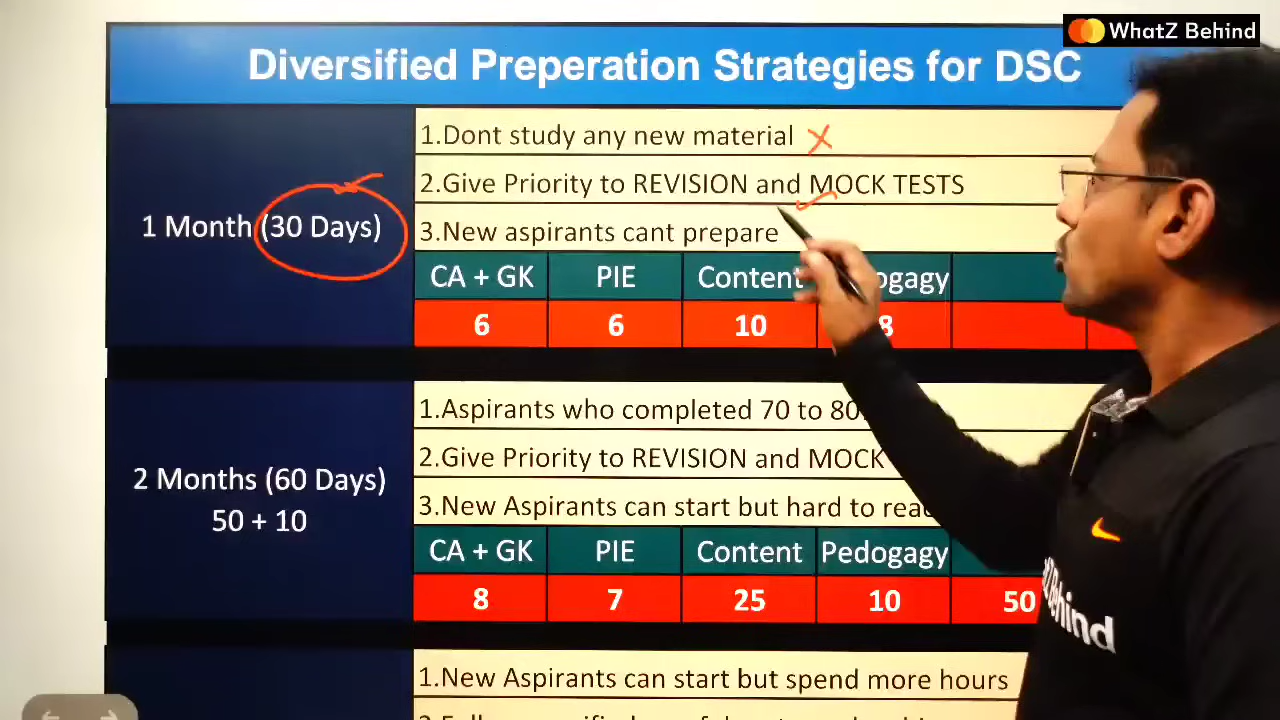 WhatZ Behind
Diversified Preperation Strategies for DSC
1 Month (30 Days)
1.Dont study any new material
2.Give Priority to REVISION and MOCK TESTS
3.New aspirants cant prepare
CA + GK PIE Content
6 6 10 8
2 Months (60 Days)
50 + 10
1.Aspirants who completed 70 to 80
2.Give Priority to REVISION and MOCK
3.New Aspirants can start but hard to
CA + GK PIE Content Pedogagy
8 7 25 10 50
1.New Aspirants can start but spend more hours
Behind